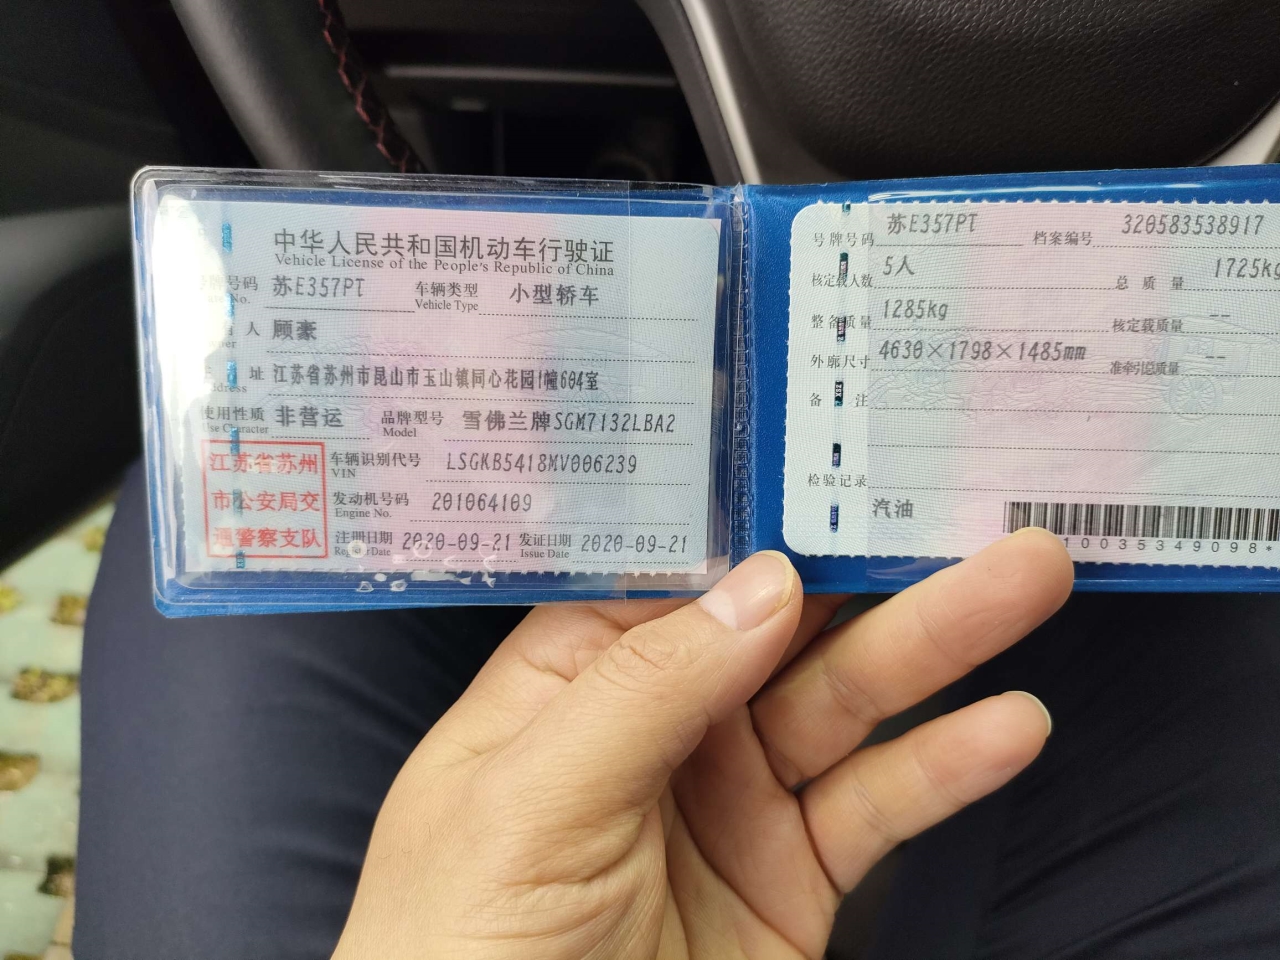 中华人民共和国机动车行驶证
Vehicle License of the People's Republic of China
号码 苏E357PT 车辆类型 小型轿车
No. Vehicle Type
人 顾豪
址 江苏省苏州市昆山市玉山镇同心花园1幢604室
使用性质 非营运 品牌型号 雪佛兰牌SGM7132LBA2
Use Character Model
江苏省苏州
市公安局交
通警察支队
车辆识别代号 LSGKB5418MV006239
VIN
发动机号码 201064109
Engine No.
注册日期 2020-09-21 发证日期 2020-09-21
Register Date Issue Date
号牌号码 苏E357PT 档案编号 320583538917
核定载人数 5人 总质量 1725kg
整备质量 1285kg 核定载质量 --
外廓尺寸 4630×1798×1485mm 准牵引总质量 --
备 注
检验记录
汽油
10035349098*